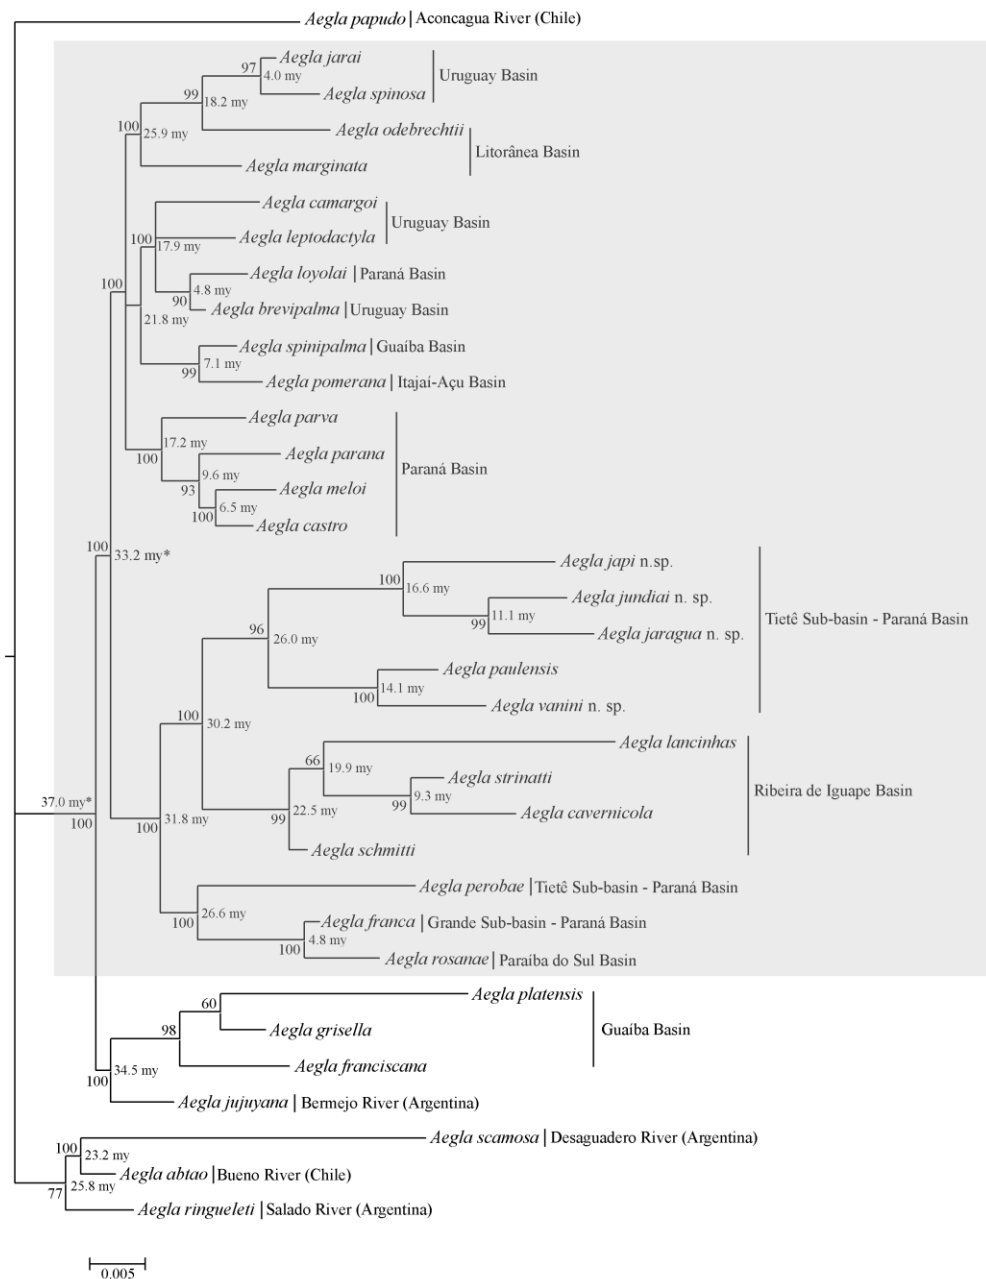 Aegla papudo | Aconcagua River (Chile)
Aegla jarai
97
4.0 my
Uruguay Basin
Aegla spinosa
99
18.2 my
Aegla odebrechtii
100
25.9 my
Litorânea Basin
Aegla marginata
Aegla camargoi
Uruguay Basin
Aegla leptodactyla
100
17.9 my
Aegla loyolai | Paraná Basin
100
4.8 my
90
Aegla brevipalma | Uruguay Basin
21.8 my
Aegla spinipalma | Guaíba Basin
7.1 my
99
Aegla pomerana | Itajaí-Açu Basin
Aegla parva
17.2 my
100
Aegla parana
Paraná Basin
9.6 my
93
Aegla meloi
6.5 my
100
Aegla castro
100
33.2 my*
Aegla japi n.sp.
100
16.6 my
Aegla jundiai n. sp.
11.1 my
99
Tietê Sub-basin - Paraná Basin
Aegla jaragua n. sp.
96
26.0 my
Aegla paulensis
14.1 my
100
Aegla vanini n. sp.
100
30.2 my
Aegla lancinhas
66
19.9 my
Aegla strinatti
9.3 my
99
Ribeira de Iguape Basin
37.0 my*
100
Aegla cavernicola
22.5 my
99
100
31.8 my
Aegla schmitti
Aegla perobae | Tietê Sub-basin - Paraná Basin
26.6 my
100
Aegla franca | Grande Sub-basin - Paraná Basin
4.8 my
100
Aegla rosanae | Paraíba do Sul Basin
Aegla platensis
60
98
Aegla grisella
Guaíba Basin
Aegla franciscana
34.5 my
100
Aegla jujuyana | Bermejo River (Argentina)
Aegla scamosa | Desaguadero River (Argentina)
100
23.2 my
Aegla abtao | Bueno River (Chile)
25.8 my
77
Aegla ringueleti | Salado River (Argentina)
0.005